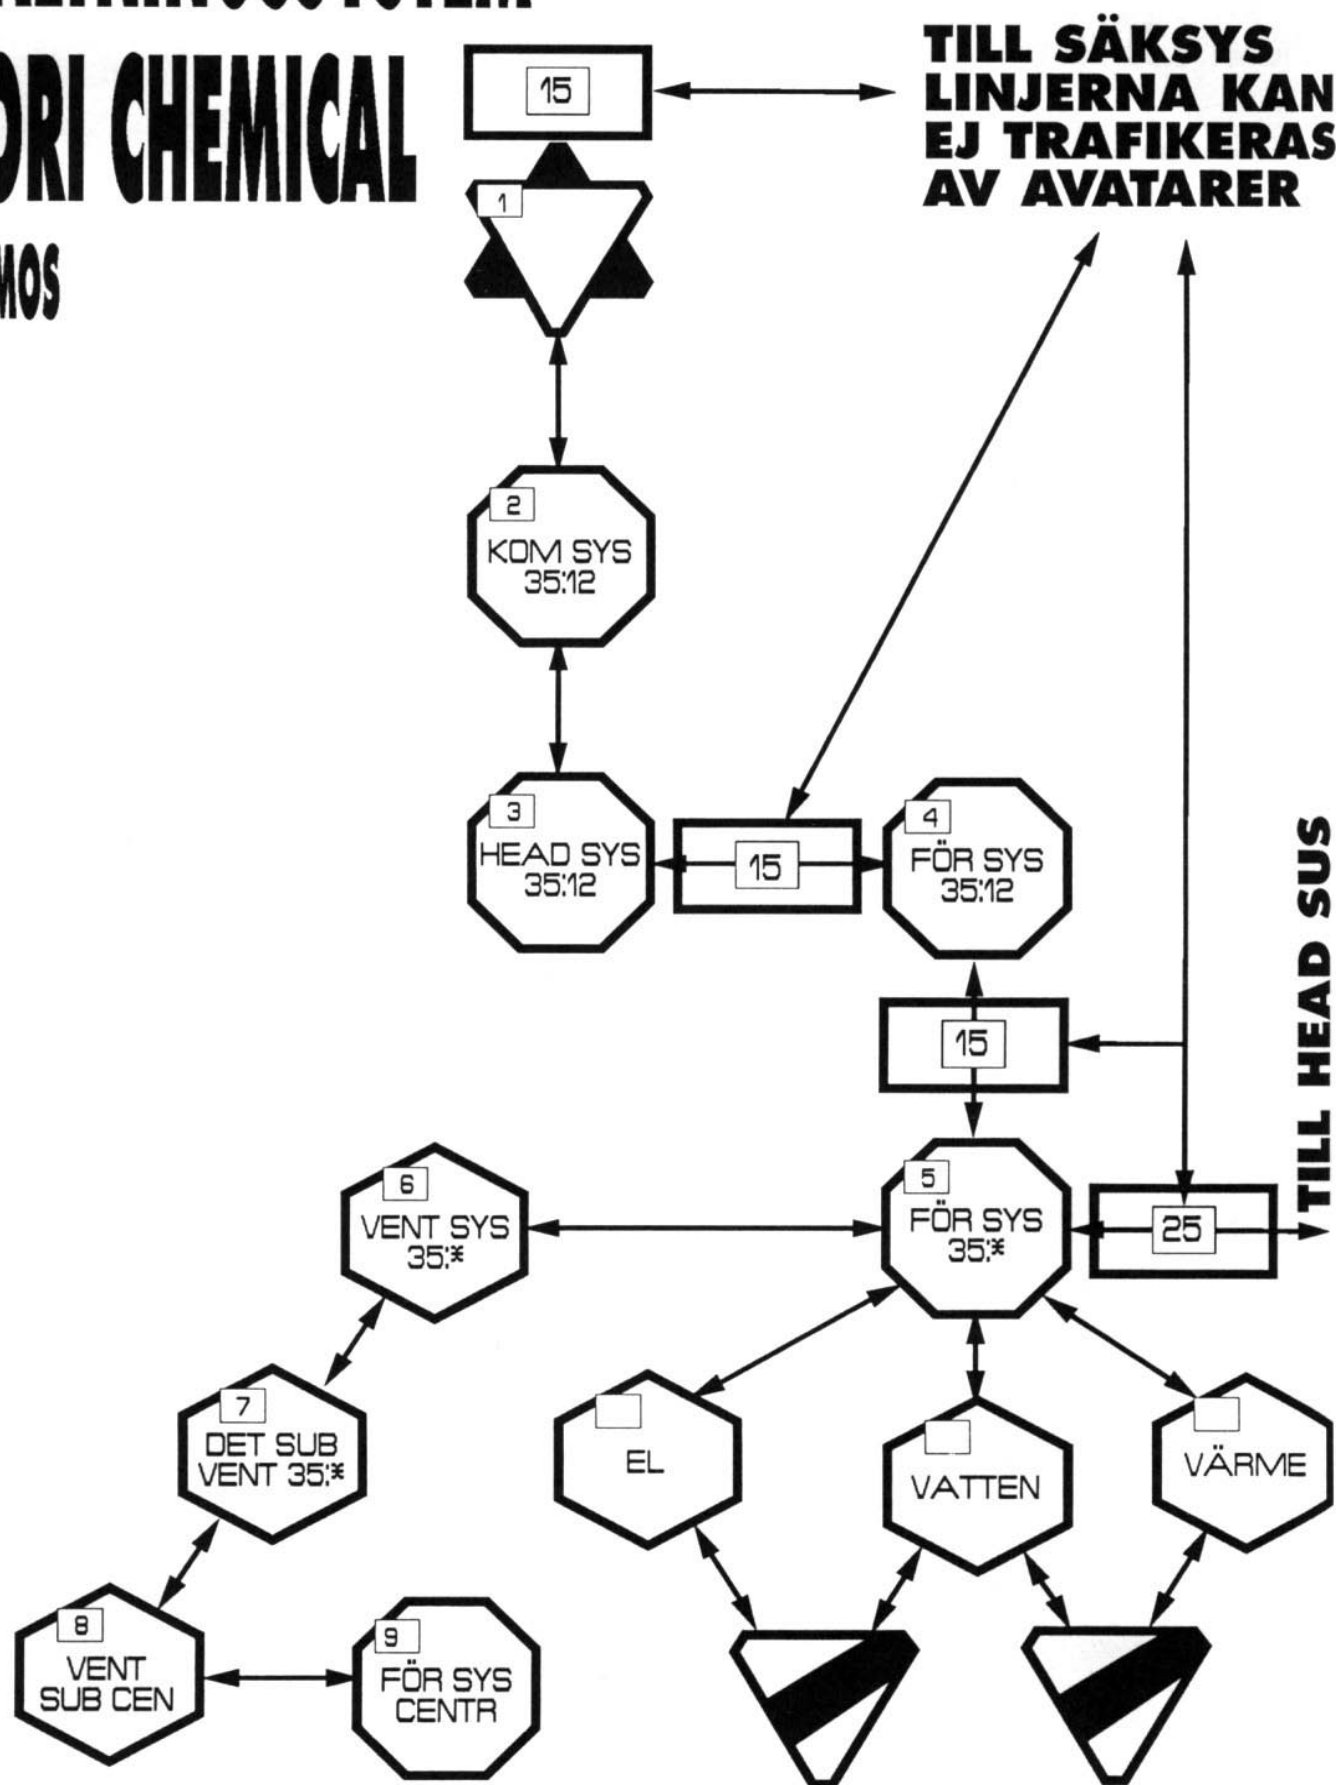 ORI CHEMICAL
MOS
15
TILL SÄKSYS
LINJERNA KAN
EJ TRAFIKERAS
AV AVATARER
1
2
KOM SYS
35:12
3
HEAD SYS
35:12
15
4
FÖR SYS
35:12
15
TILL HEAD SUS
5
FÖR SYS
35:*
25
6
VENT SYS
35:*
7
DET SUB
VENT 35:*
EL
VATTEN
VÄRME
8
VENT
SUB CEN
9
FÖR SYS
CENTR